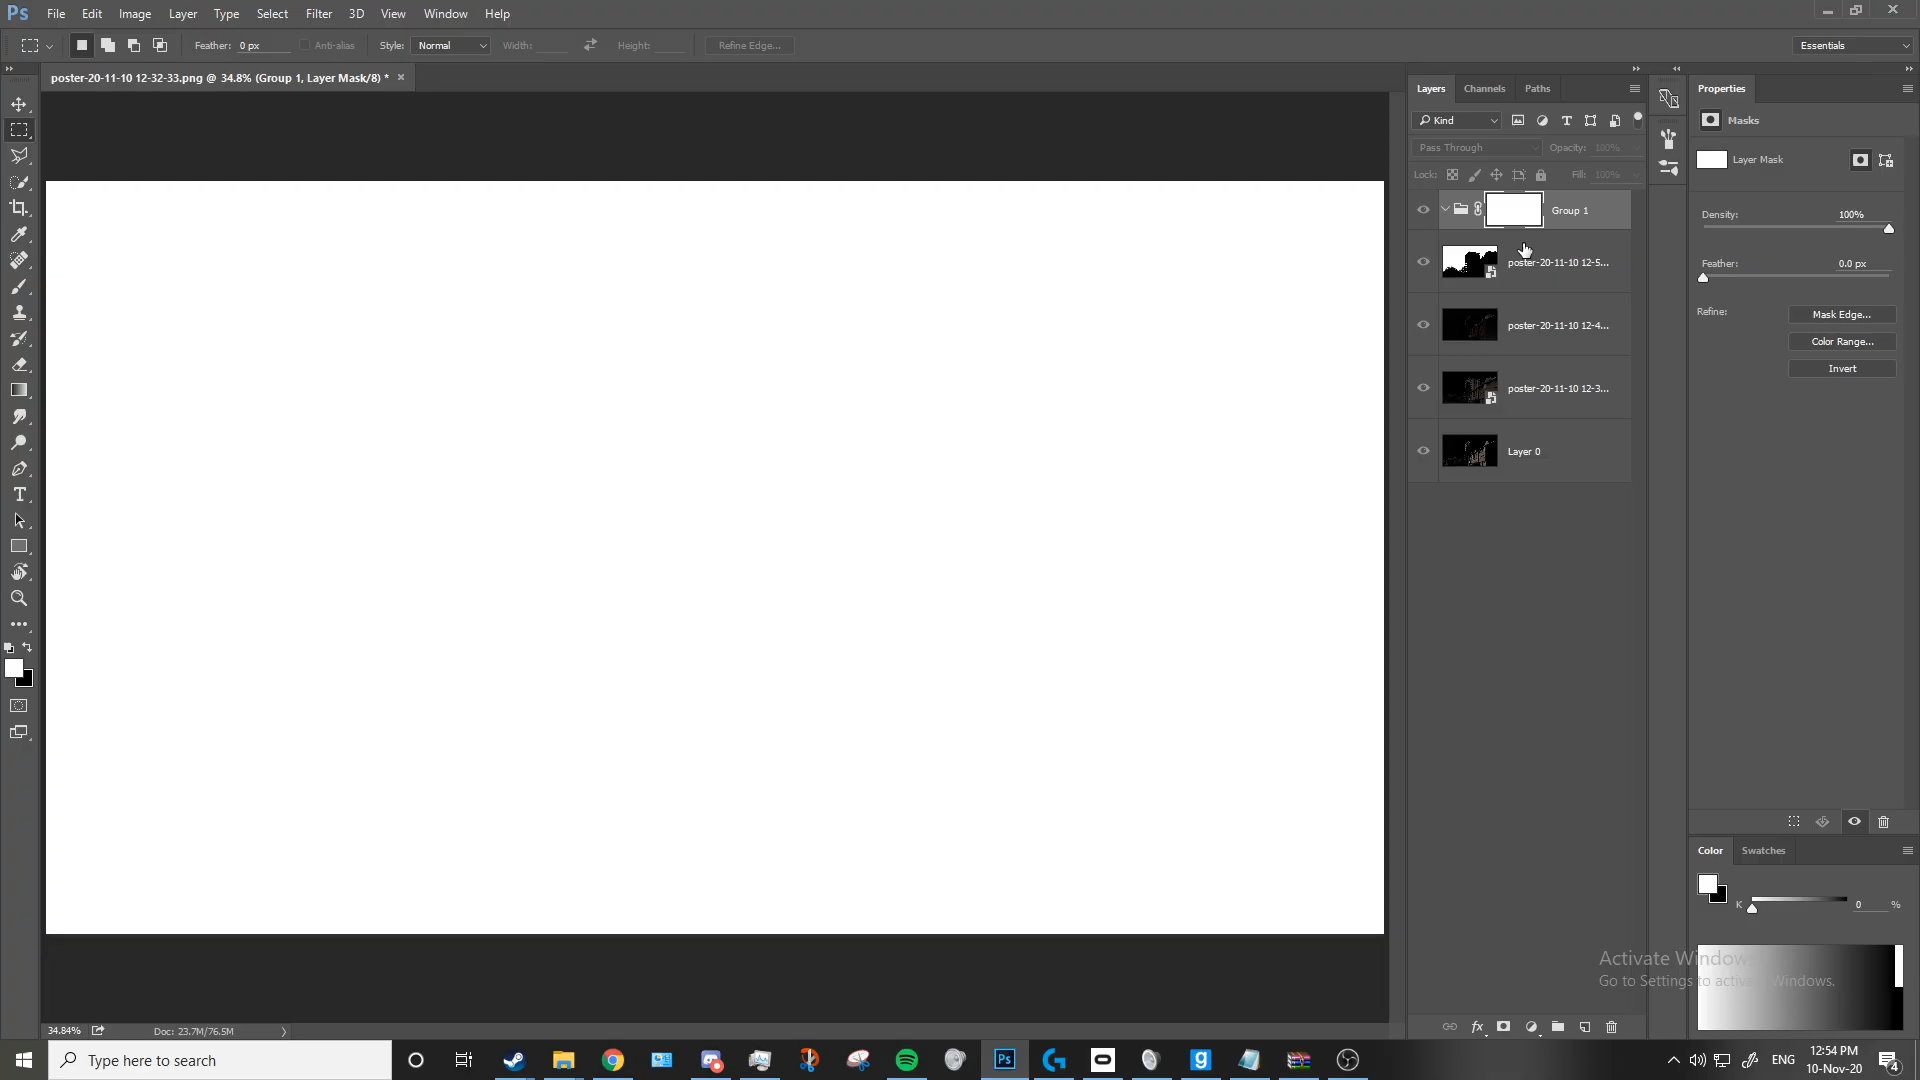 Ps File Edit Image Layer Type Select Filter 3D View Window Help
Feather: 0 px Anti-alias Style: Normal Width: Height: Refine Edge... Essentials
poster-20-11-10 12-32-33.png @ 34.8% (Group 1, Layer Mask/8) *
Layers Channels Paths
Kind
Pass Through Opacity: 100%
Lock: Fill: 100%
Group 1
poster-20-11-10 12-5...
poster-20-11-10 12-4...
poster-20-11-10 12-3...
Layer 0
Properties
Masks
Layer Mask
Density: 100%
Feather: 0.0 px
Refine: Mask Edge...
Color Range...
Invert
Color Swatches
K 0 %
Activate Windows
Go to Settings to activate Windows.
34.84% Doc: 23.7M/76.5M
Type here to search
Ps
ENG
12:54 PM
10-Nov-20
4